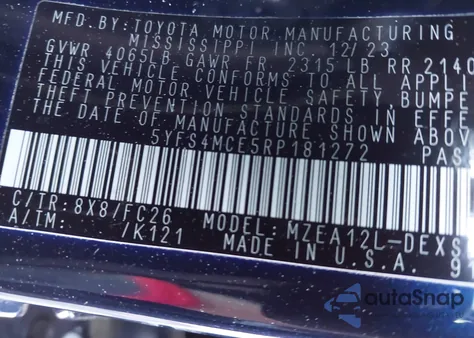 MFD.BY:TOYOTA MOTOR MANUFACTURING
MISSISSIPPI INC 12/23
GVWR 4065LB GAWR FR 2315 LB RR 2140
THIS VEHICLE CONFORMS TO ALL APPLI
FEDERAL MOTOR VEHICLE SAFETY,BUMPE
THEFT PREVENTION STANDARDS IN EFFE
THE DATE OF MANUFACTURE SHOWN ABOV
5YFS4MCE5RP181272 PAS
C/TR:8X8/FC26 MODEL:MZEA12L-DEXS
A/TM: /K121 MADE IN U.S.A. 9
autoSnap